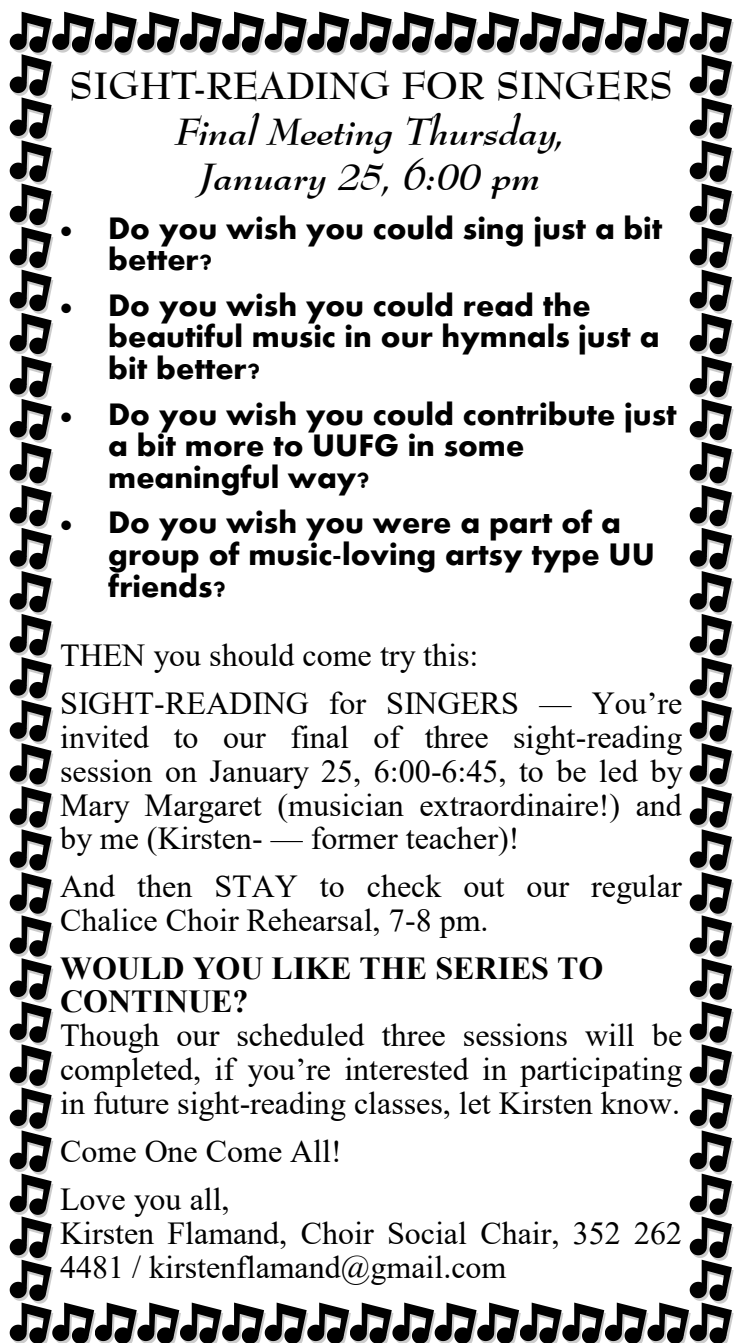 SIGHT-READING FOR SINGERS
Final Meeting Thursday,
January 25, 6:00 pm
• Do you wish you could sing just a bit
better?
• Do you wish you could read the
beautiful music in our hymnals just a
bit better?
• Do you wish you could contribute just
a bit more to UUFG in some
meaningful way?
• Do you wish you were a part of a
group of music-loving artsy type UU
friends?
THEN you should come try this:
SIGHT-READING for SINGERS — You're
invited to our final of three sight-reading
session on January 25, 6:00-6:45, to be led by
Mary Margaret (musician extraordinaire!) and
by me (Kirsten- — former teacher)!
And then STAY to check out our regular
Chalice Choir Rehearsal, 7-8 pm.
WOULD YOU LIKE THE SERIES TO
CONTINUE?
Though our scheduled three sessions will be
completed, if you're interested in participating
in future sight-reading classes, let Kirsten know.
Come One Come All!
Love you all,
Kirsten Flamand, Choir Social Chair, 352 262
4481 / kirstenflamand@gmail.com